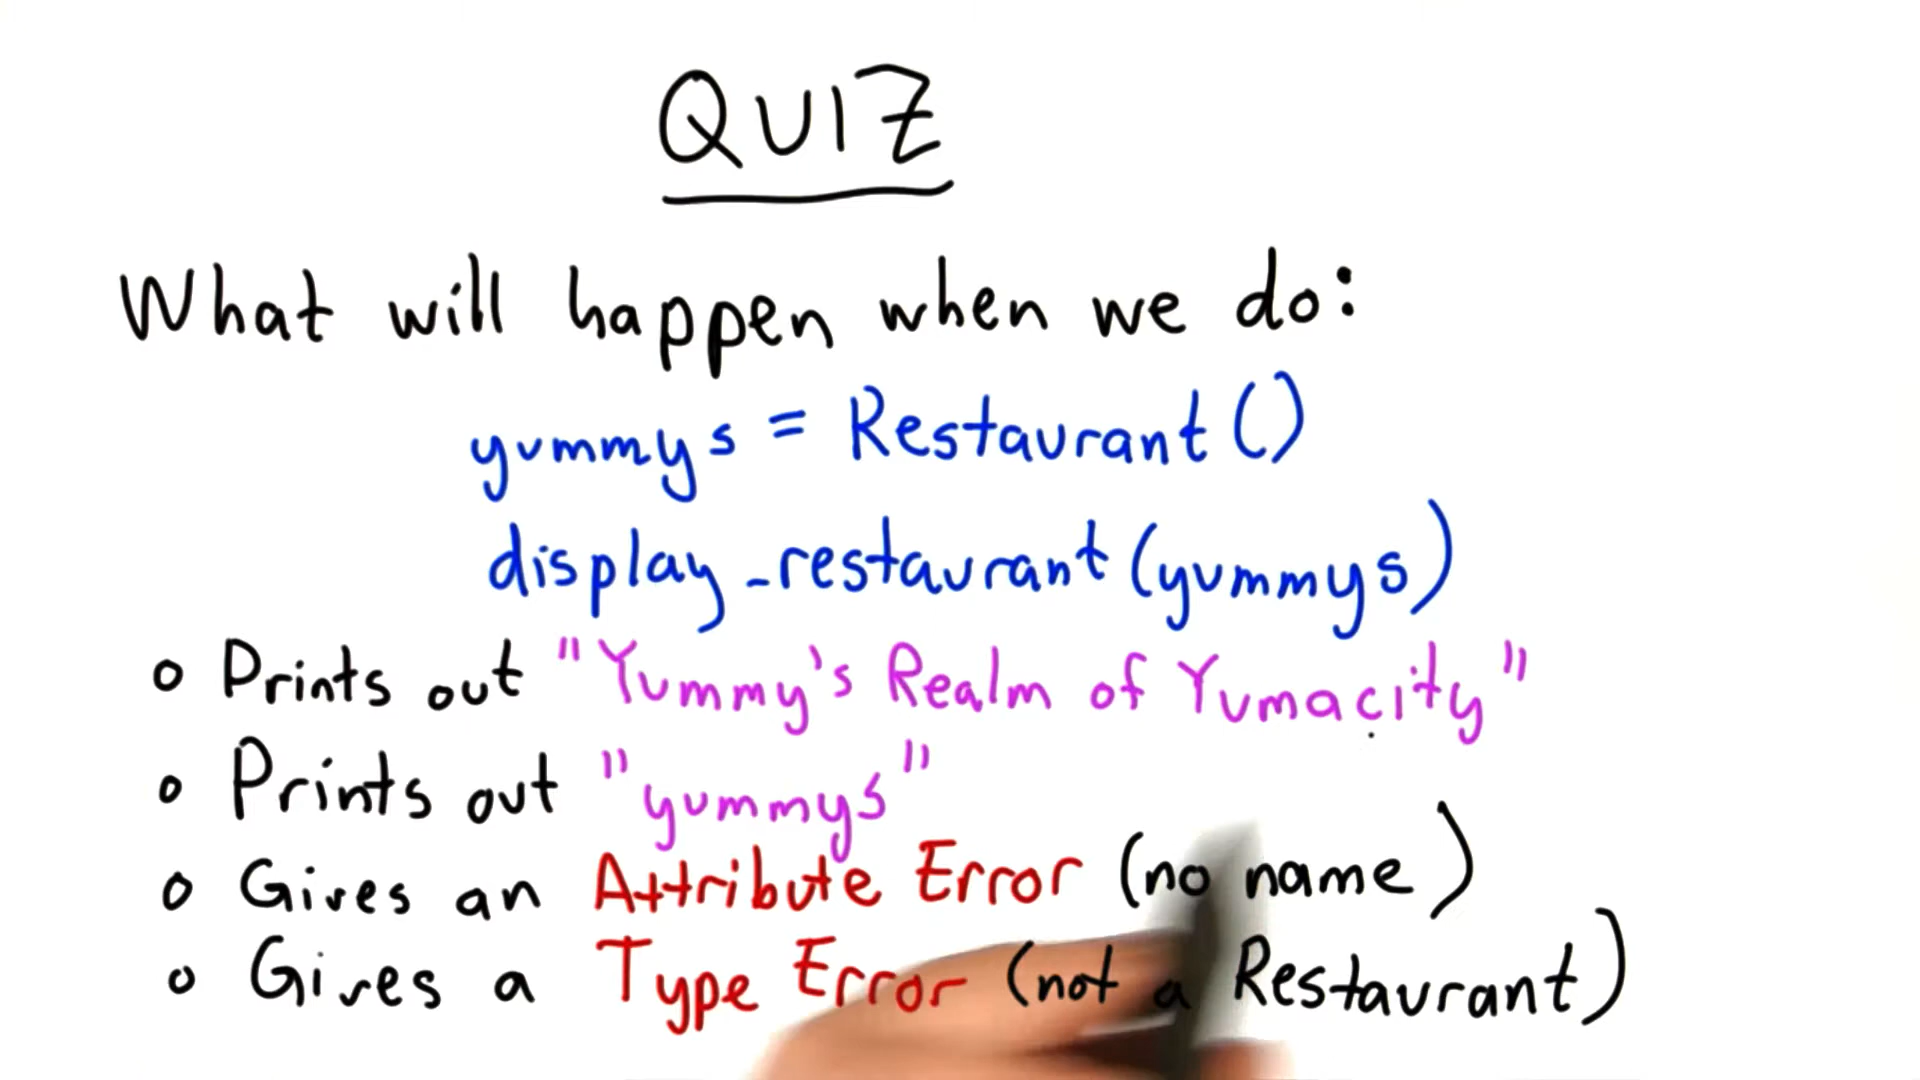 QUIZ
What will happen when we do:
yummys = Restaurant()
display_restaurant(yummys)
o Prints out "Yummy's Realm of Yumacity"
o Prints out "yummys"
o Gives an Attribute Error (no name)
o Gives a Type Error (not a Restaurant)